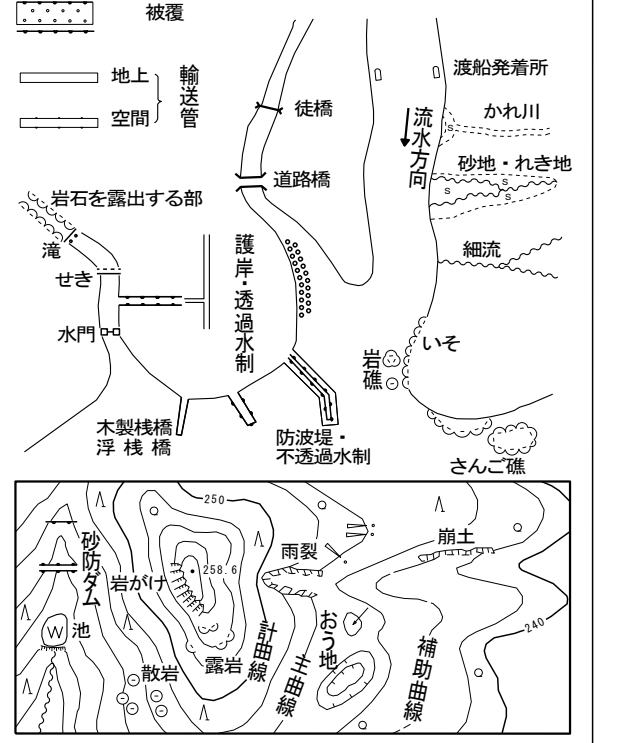 被覆
地上
空間
輸送管
渡船発着所
かれ川
徒橋
流水方向
砂地・れき地
s
s
s
道路橋
岩石を露出する部
滝
せき
護岸・透過水制
細流
水門
いそ
岩礁
木製桟橋
浮桟橋
防波堤・
不透過水制
さんご礁
250
砂防ダム
雨裂
崩土
岩がけ
258.6
W
池
計曲線
おう地
240
散岩
露岩
主曲線
補助曲線